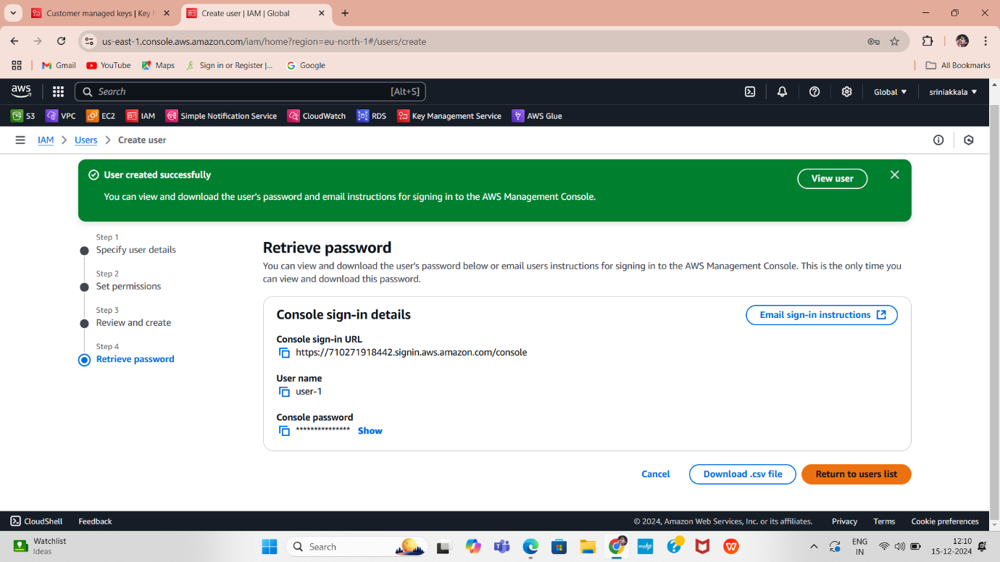 Customer managed keys | Key
Create user | IAM | Global
us-east-1.console.aws.amazon.com/iam/home?region=eu-north-1#/users/create
Gmail
YouTube
Maps
Sign in or Register |...
Google
All Bookmarks
aws
Search
[Alt+S]
Global
sriniakkala
S3
VPC
EC2
IAM
Simple Notification Service
CloudWatch
RDS
Key Management Service
AWS Glue
IAM
Users
Create user
User created successfully
You can view and download the user's password and email instructions for signing in to the AWS Management Console.
View user
Step 1
Specify user details
Step 2
Set permissions
Step 3
Review and create
Step 4
Retrieve password
Retrieve password
You can view and download the user's password below or email users instructions for signing in to the AWS Management Console. This is the only time you
can view and download this password.
Console sign-in details
Email sign-in instructions
Console sign-in URL
https://710271918442.signin.aws.amazon.com/console
User name
user-1
Console password
*************** Show
Cancel
Download .csv file
Return to users list
CloudShell
Feedback
© 2024, Amazon Web Services, Inc. or its affiliates.
Privacy
Terms
Cookie preferences
Watchlist
Ideas
Search
myhp
ENG
IN
12:10
15-12-2024